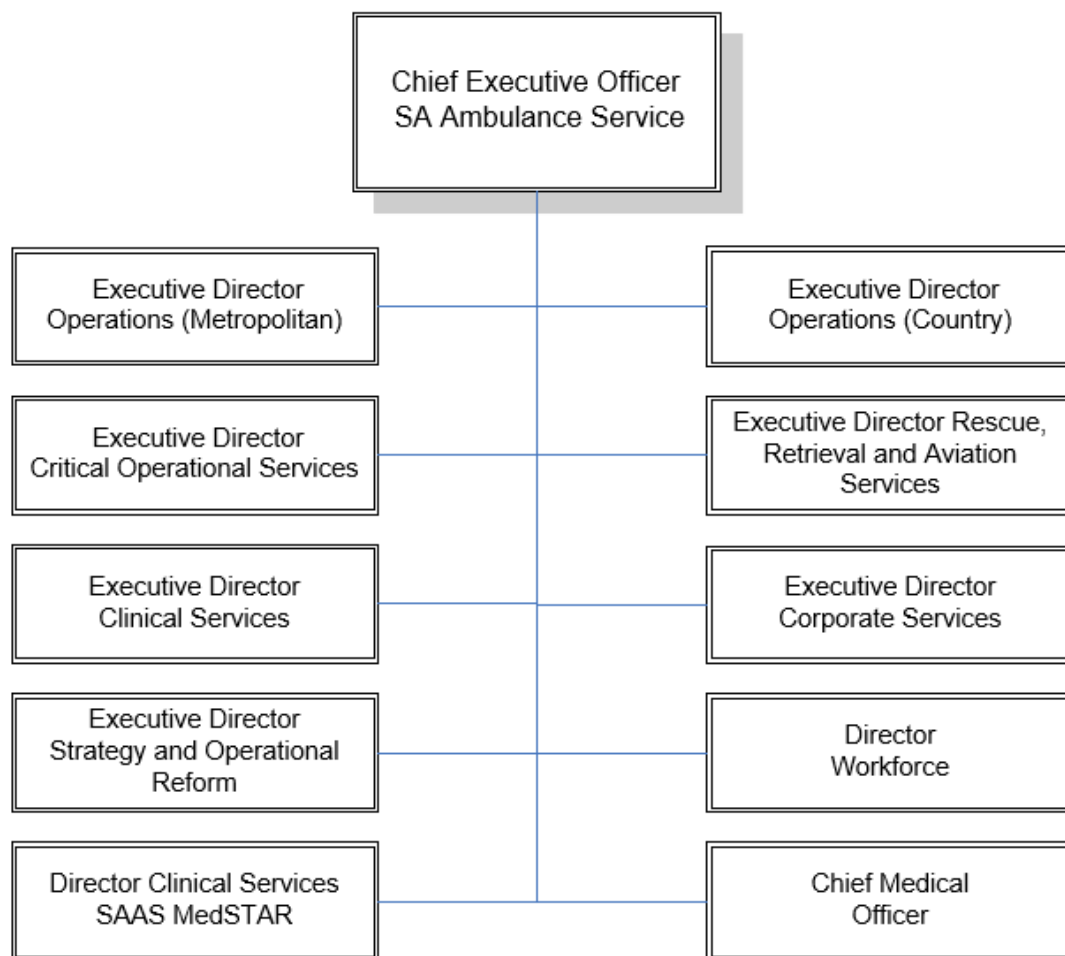 Chief Executive Officer
SA Ambulance Service
Executive Director
Operations (Metropolitan)
Executive Director
Operations (Country)
Executive Director
Critical Operational Services
Executive Director Rescue,
Retrieval and Aviation
Services
Executive Director
Clinical Services
Executive Director
Corporate Services
Executive Director
Strategy and Operational
Reform
Director
Workforce
Director Clinical Services
SAAS MedSTAR
Chief Medical
Officer